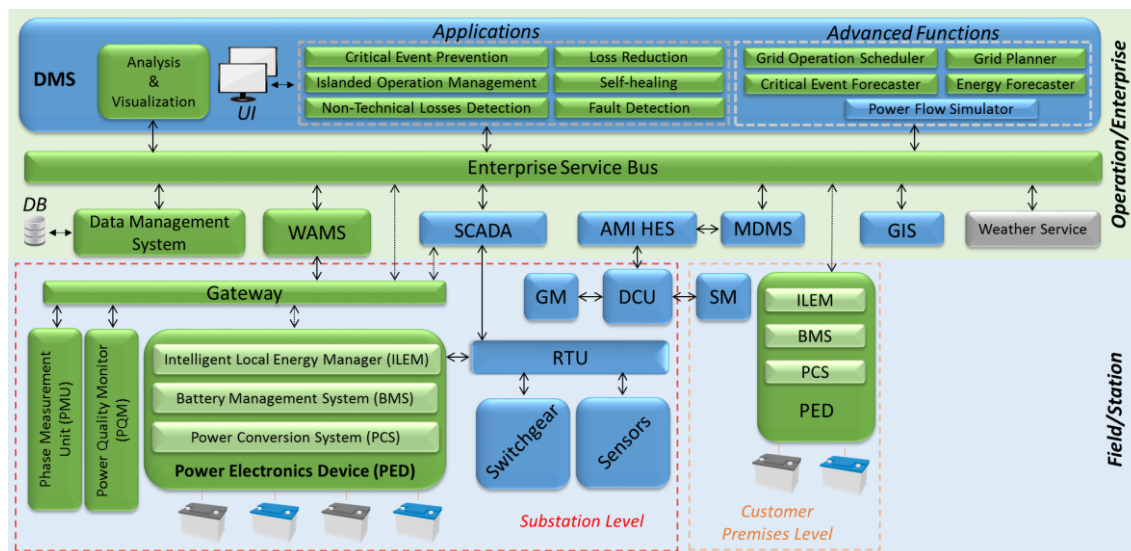 Applications
Advanced Functions
DMS
Analysis
&
Visualization
UI
Critical Event Prevention
Loss Reduction
Islanded Operation Management
Self-healing
Non-Technical Losses Detection
Fault Detection
Grid Operation Scheduler
Grid Planner
Critical Event Forecaster
Energy Forecaster
Power Flow Simulator
Operation/Enterprise
Enterprise Service Bus
DB
Data Management
System
WAMS
SCADA
AMI HES
MDMS
GIS
Weather Service
Gateway
GM
DCU
SM
Phase Measurement
Unit (PMU)
Power Quality Monitor
(PQM)
Intelligent Local Energy Manager (ILEM)
Battery Management System (BMS)
Power Conversion System (PCS)
Power Electronics Device (PED)
RTU
Switchgear
Sensors
Substation Level
ILEM
BMS
PCS
PED
Customer
Premises Level
Field/Station